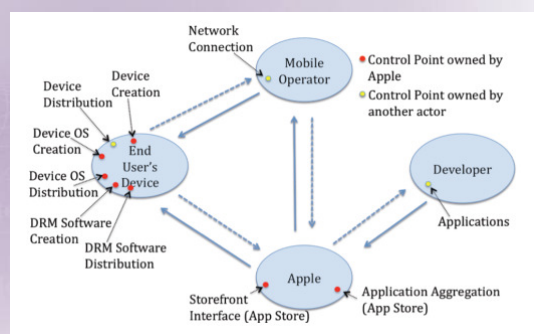 Network
Connection
Mobile
Operator
Control Point owned by
Apple
Control Point owned by
another actor
Device
Creation
Device
Distribution
Device OS
Creation
End
User's
Device
Device OS
Distribution
DRM Software
Creation
DRM Software
Distribution
Developer
Applications
Apple
Storefront
Interface (App Store)
Application Aggregation
(App Store)